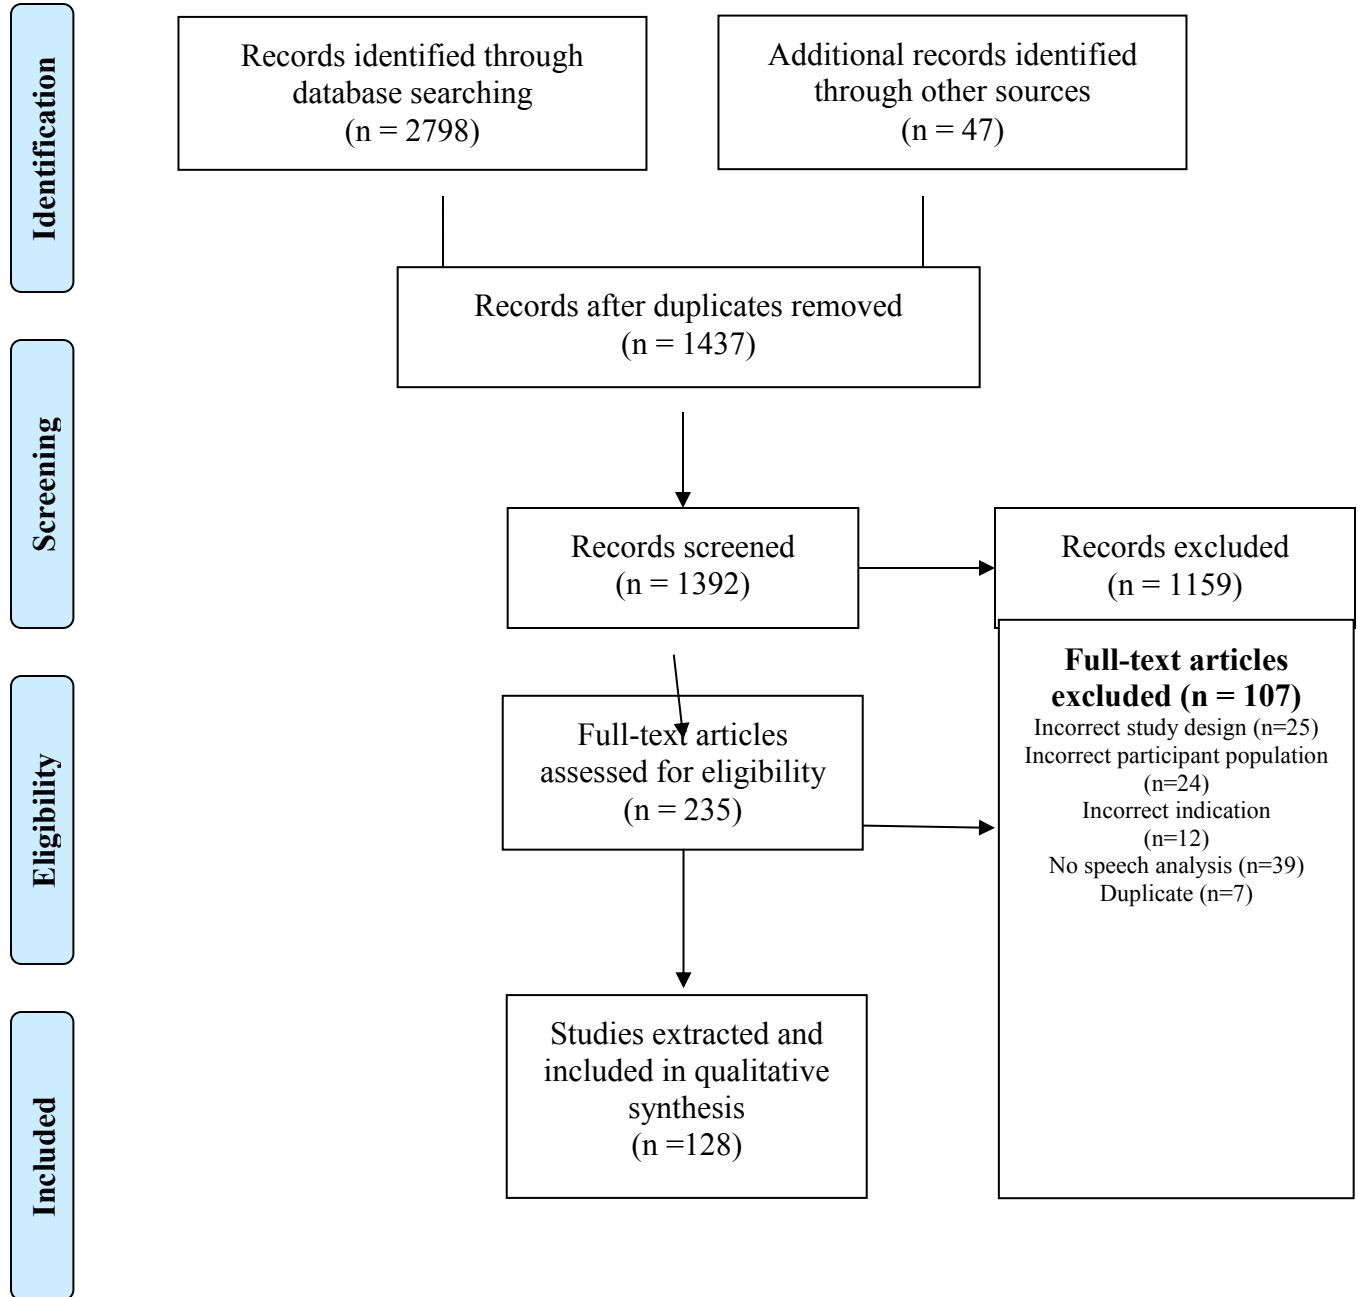 Identification
Records identified through
database searching
(n = 2798)
Additional records identified
through other sources
(n = 47)
Records after duplicates removed
(n = 1437)
Screening
Records screened
(n = 1392)
Records excluded
(n = 1159)
Eligibility
Full-text articles
assessed for eligibility
(n = 235)
Full-text articles
excluded (n = 107)
Incorrect study design (n=25)
Incorrect participant population
(n=24)
Incorrect indication
(n=12)
No speech analysis (n=39)
Duplicate (n=7)
Included
Studies extracted and
included in qualitative
synthesis
(n =128)